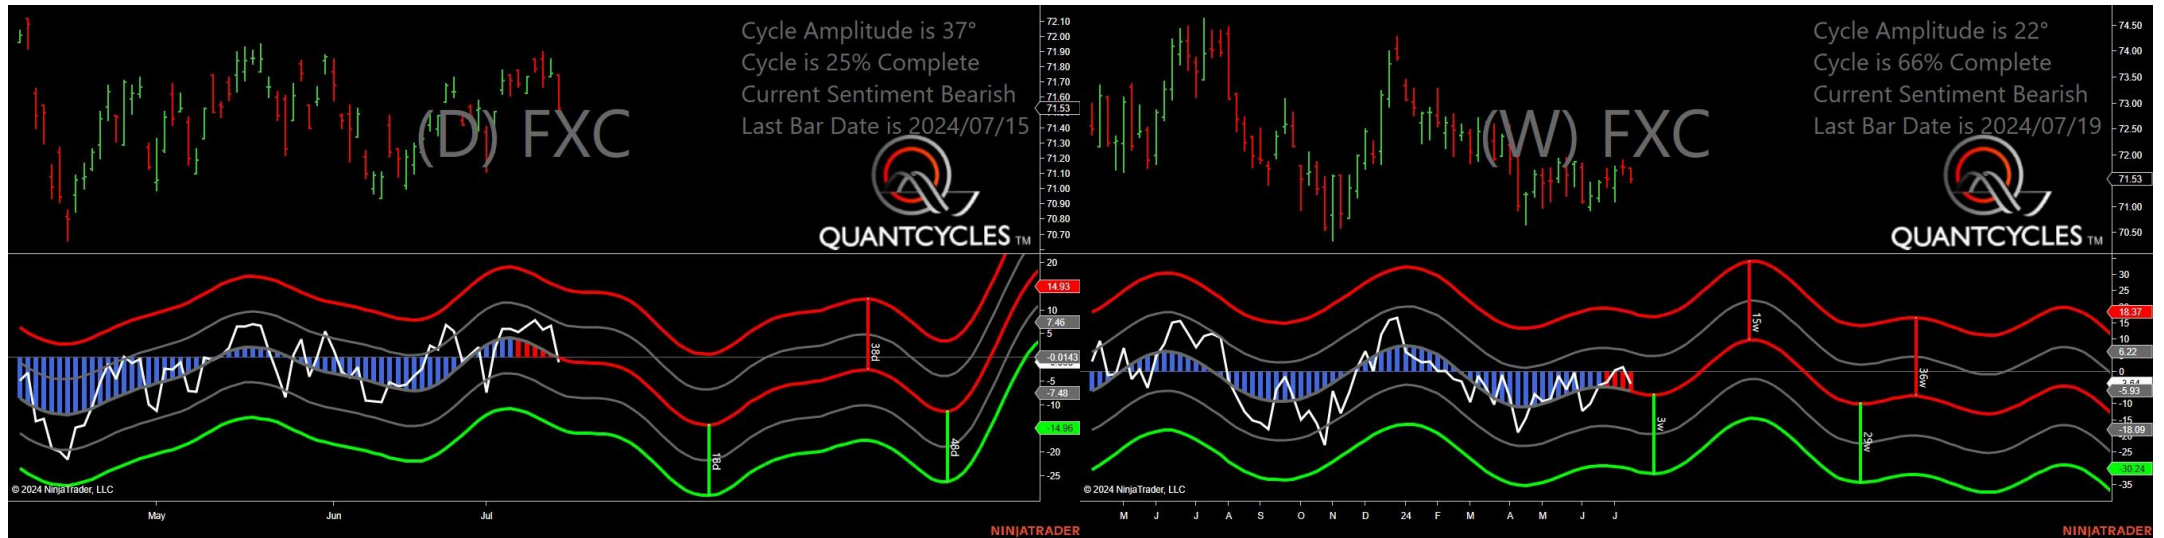 Cycle Amplitude is 37°
Cycle is 25% Complete
Current Sentiment Bearish
Last Bar Date is 2024/07/15
(D) FXC
QUANTCYCLES TM
72.10
72.00
71.90
71.80
71.70
71.60
71.53
71.40
71.30
71.20
71.10
71.00
70.90
70.80
70.70
20
14.93
10
7.46
5
-0.0143
-5
-7.48
-10
-14.96
-20
-25
38d
18d
48d
© 2024 NinjaTrader, LLC
May
Jun
Jul
NINJATRADER
Cycle Amplitude is 22°
Cycle is 66% Complete
Current Sentiment Bearish
Last Bar Date is 2024/07/19
(W) FXC
QUANTCYCLES TM
74.50
74.00
73.50
73.00
72.50
72.00
71.53
71.00
70.50
30
25
18.37
15
10
6.22
0
-5.93
-10
-15
-18.09
-25
-30.24
-35
15w
36w
3w
29w
© 2024 NinjaTrader, LLC
M J J A S O N D 24 F M A M J J
NINJATRADER